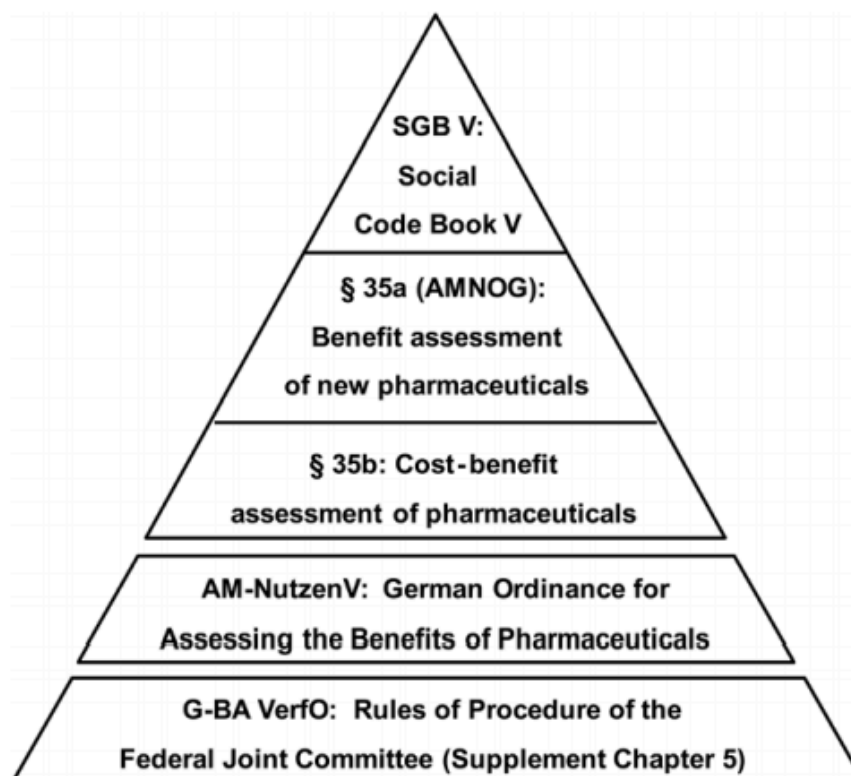 SGB V:
Social
Code Book V
§ 35a (AMNOG):
Benefit assessment
of new pharmaceuticals
§ 35b: Cost-benefit
assessment of pharmaceuticals
AM-NutzenV: German Ordinance for
Assessing the Benefits of Pharmaceuticals
G-BA VerfO: Rules of Procedure of the
Federal Joint Committee (Supplement Chapter 5)